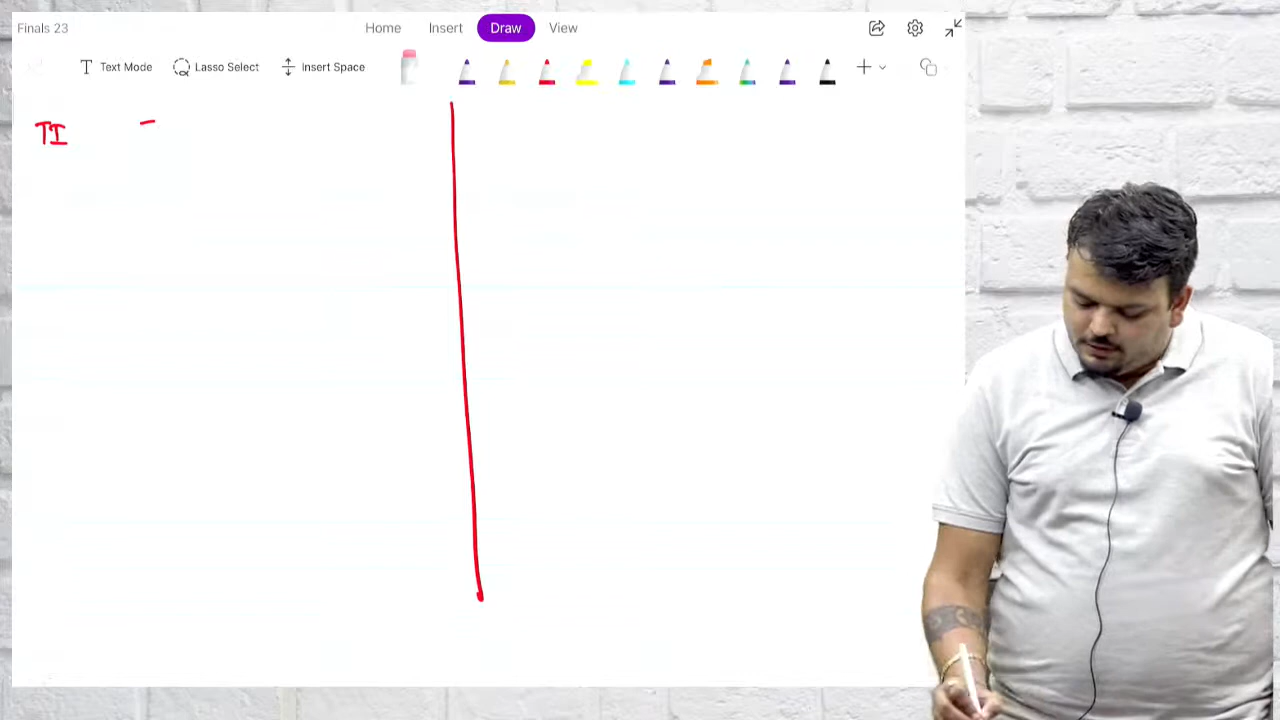 Finals 23
Home Insert Draw View
Text Mode Lasso Select Insert Space
TI -